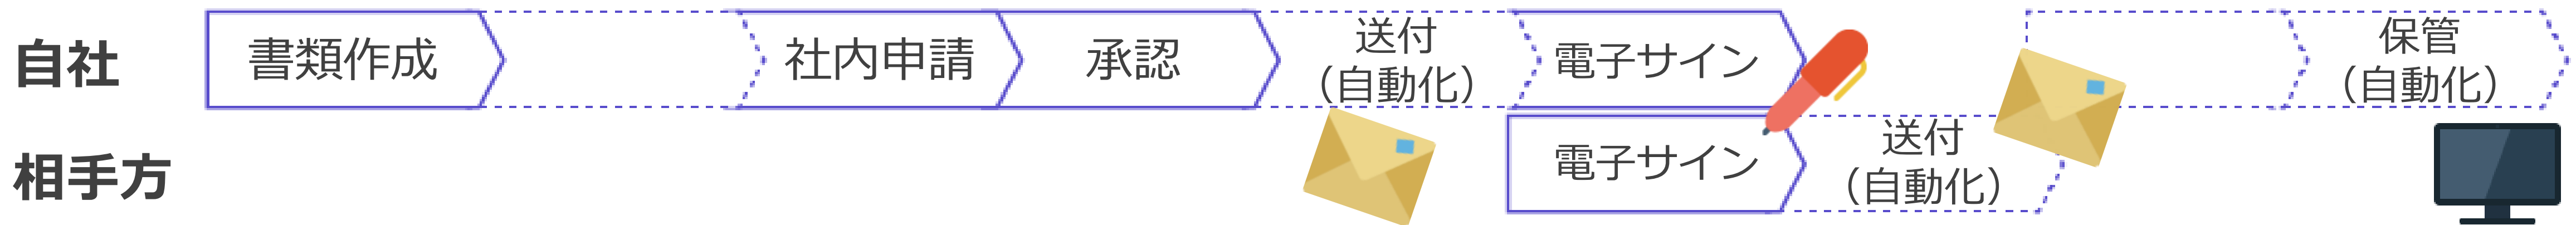 自社
書類作成
社内申請
承認
送付
（自動化）
電子サイン
保管
（自動化）
相手方
電子サイン
送付
（自動化）